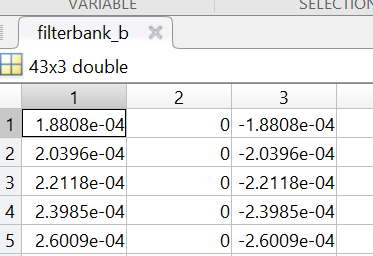 VARIABLE SELECTION
filterbank_b
43x3 double
1 2 3
1 1.8808e-04 0 -1.8808e-04
2 2.0396e-04 0 -2.0396e-04
3 2.2118e-04 0 -2.2118e-04
4 2.3985e-04 0 -2.3985e-04
5 2.6009e-04 0 -2.6009e-04